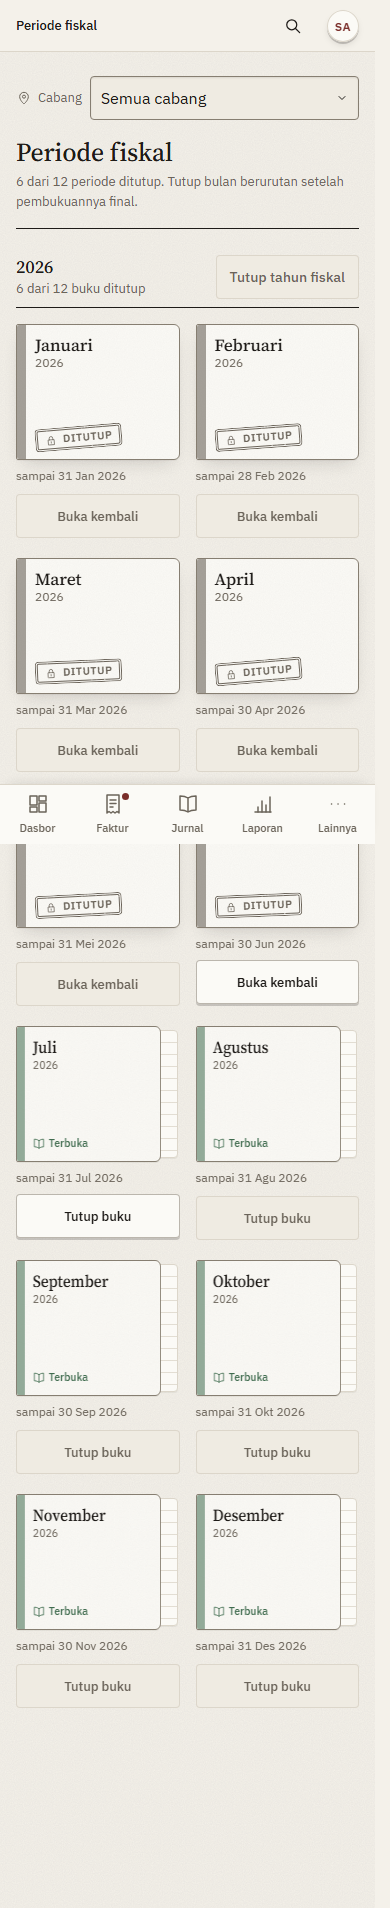 Periode fiskal
SA
Cabang
Semua cabang
Periode fiskal
6 dari 12 periode ditutup. Tutup bulan berurutan setelah
pembukuannya final.
2026
6 dari 12 buku ditutup
Tutup tahun fiskal
Januari
2026
DITUTUP
sampai 31 Jan 2026
Buka kembali
Februari
2026
DITUTUP
sampai 28 Feb 2026
Buka kembali
Maret
2026
DITUTUP
sampai 31 Mar 2026
Buka kembali
April
2026
DITUTUP
sampai 30 Apr 2026
Buka kembali
Dasbor
Faktur
Jurnal
Laporan
Lainnya
DITUTUP
sampai 31 Mei 2026
Buka kembali
DITUTUP
sampai 30 Jun 2026
Buka kembali
Juli
2026
Terbuka
sampai 31 Jul 2026
Tutup buku
Agustus
2026
Terbuka
sampai 31 Agu 2026
Tutup buku
September
2026
Terbuka
sampai 30 Sep 2026
Tutup buku
Oktober
2026
Terbuka
sampai 31 Okt 2026
Tutup buku
November
2026
Terbuka
sampai 30 Nov 2026
Tutup buku
Desember
2026
Terbuka
sampai 31 Des 2026
Tutup buku